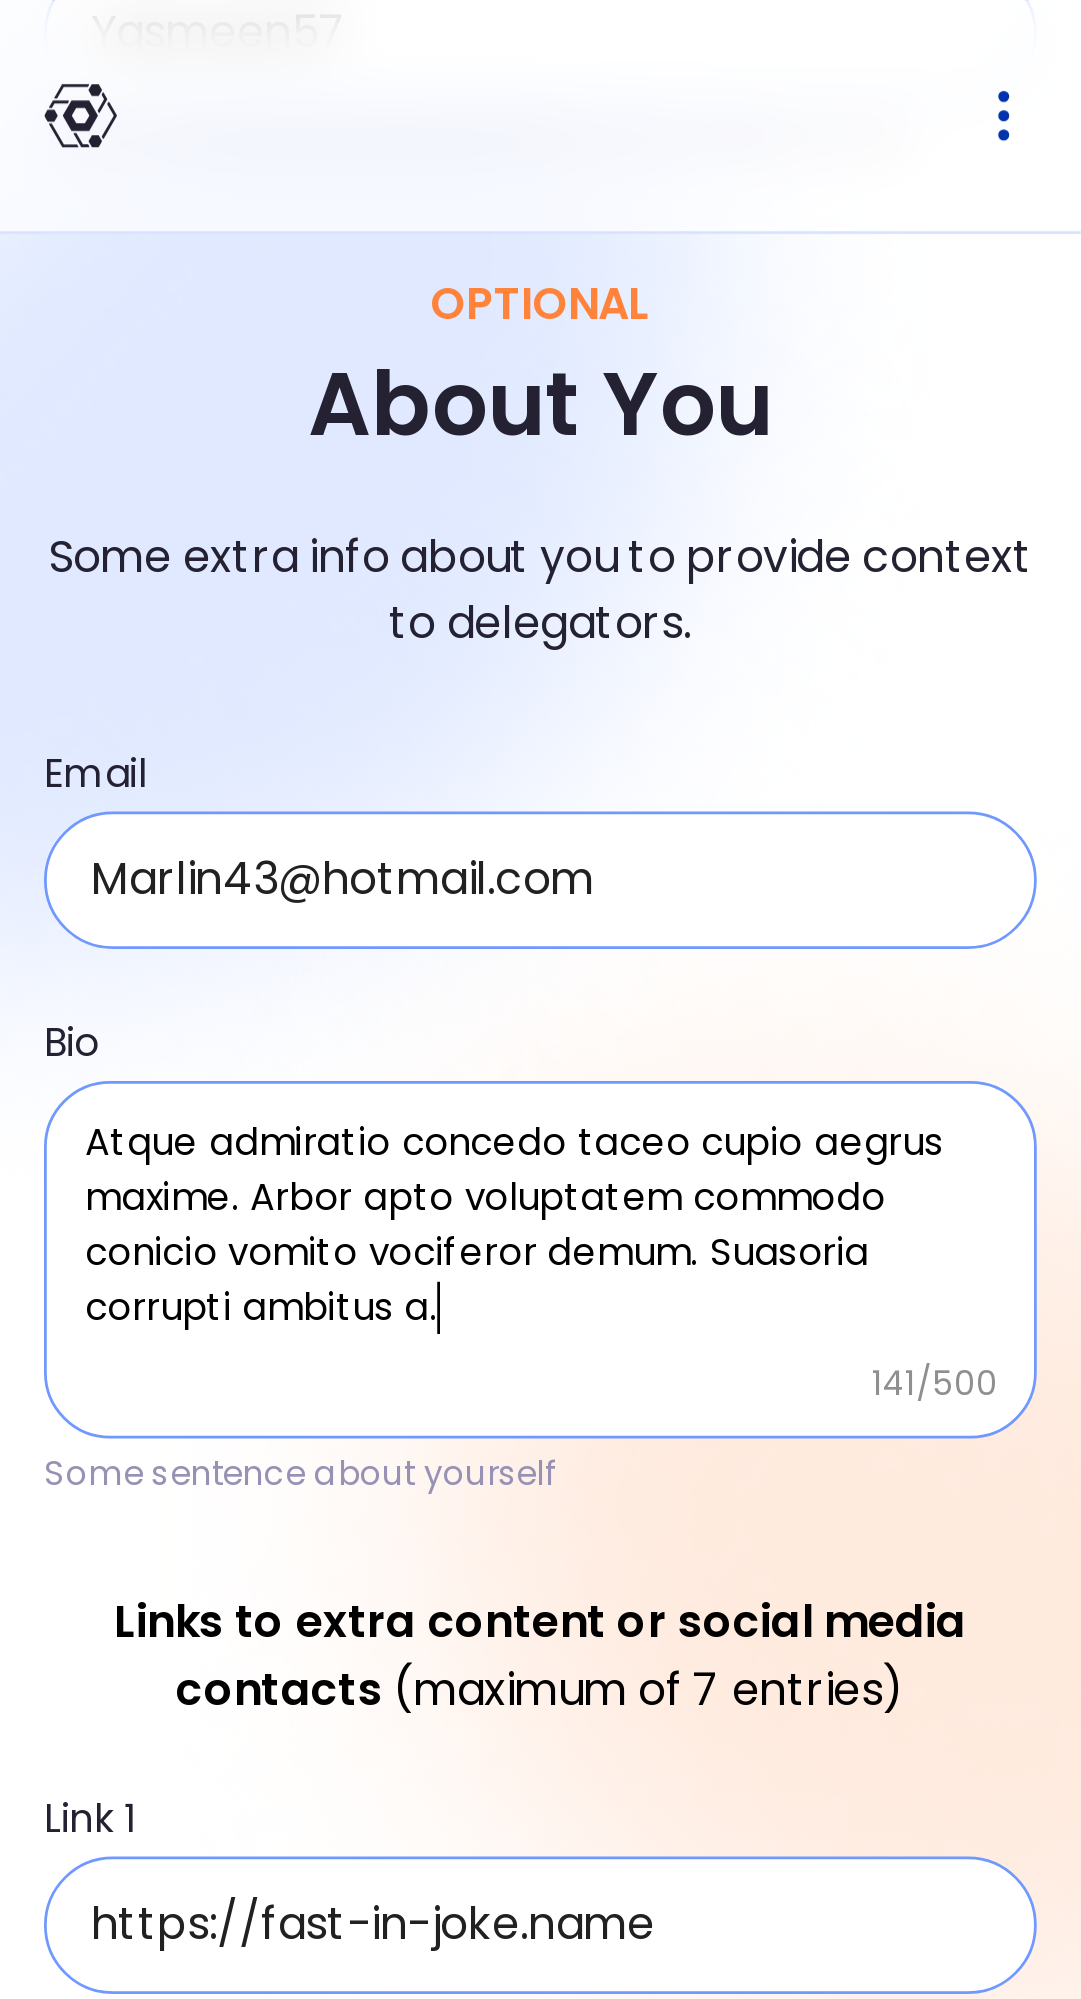 Yasmeen57
OPTIONAL
About You
Some extra info about you to provide context
to delegators.
Email
Marlin43@hotmail.com
Bio
Atque admiratio concedo taceo cupio aegrus
maxime. Arbor apto voluptatem commodo
conicio vomito vociferor demum. Suasoria
corrupti ambitus a.
141/500
Some sentence about yourself
Links to extra content or social media
contacts (maximum of 7 entries)
Link 1
https://fast-in-joke.name